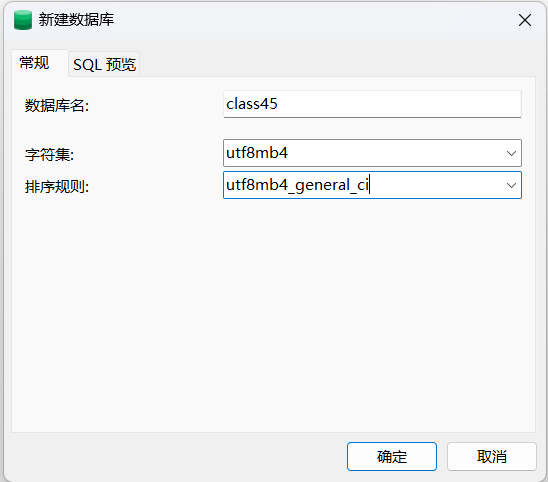 新建数据库
常规 SQL 预览
数据库名: class45
字符集: utf8mb4
排序规则: utf8mb4_general_ci
确定 取消